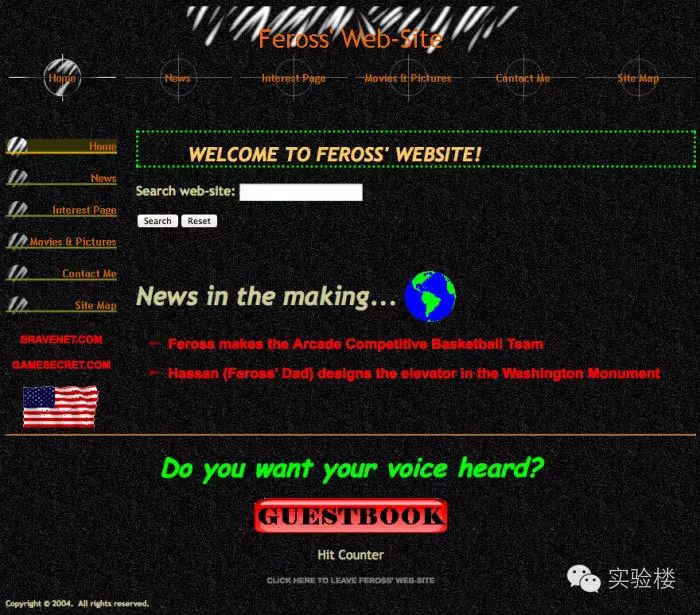 Feross' Web-Site
Home News Interest Page Movies & Pictures Contact Me Site Map
WELCOME TO FEROSS' WEBSITE!
Home
Search web-site:
News
Search Reset
Interest Page
Movies & Pictures
Contact Me
News in the making...
Site Map
BRAVENET.COM
Feross makes the Arcade Competitive Basketball Team
GAMESECRET.COM
Hassan (Feross' Dad) designs the elevator in the Washington Monument
Do you want your voice heard?
GUESTBOOK
Hit Counter
CLICK HERE TO LEAVE FEROSS' WEB-SITE
实验楼
Copyright © 2004. All rights reserved.